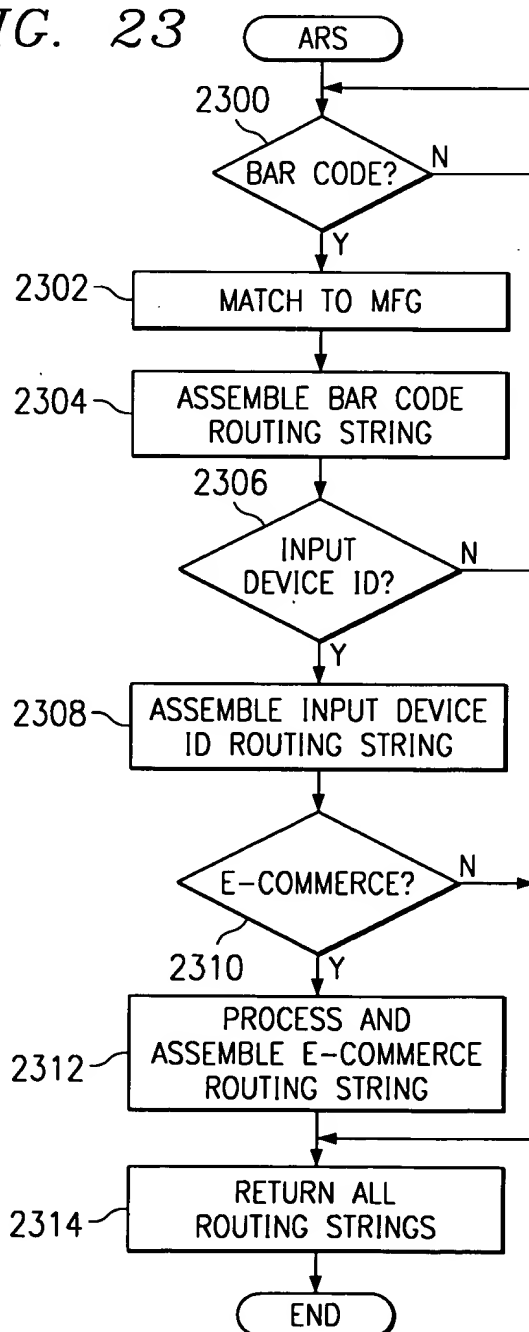 IG. 23
ARS
2300
BAR CODE?
N
Y
2302
MATCH TO MFG
2304
ASSEMBLE BAR CODE
ROUTING STRING
2306
INPUT
DEVICE ID?
N
Y
2308
ASSEMBLE INPUT DEVICE
ID ROUTING STRING
E-COMMERCE?
N
2310
Y
2312
PROCESS AND
ASSEMBLE E-COMMERCE
ROUTING STRING
2314
RETURN ALL
ROUTING STRINGS
END